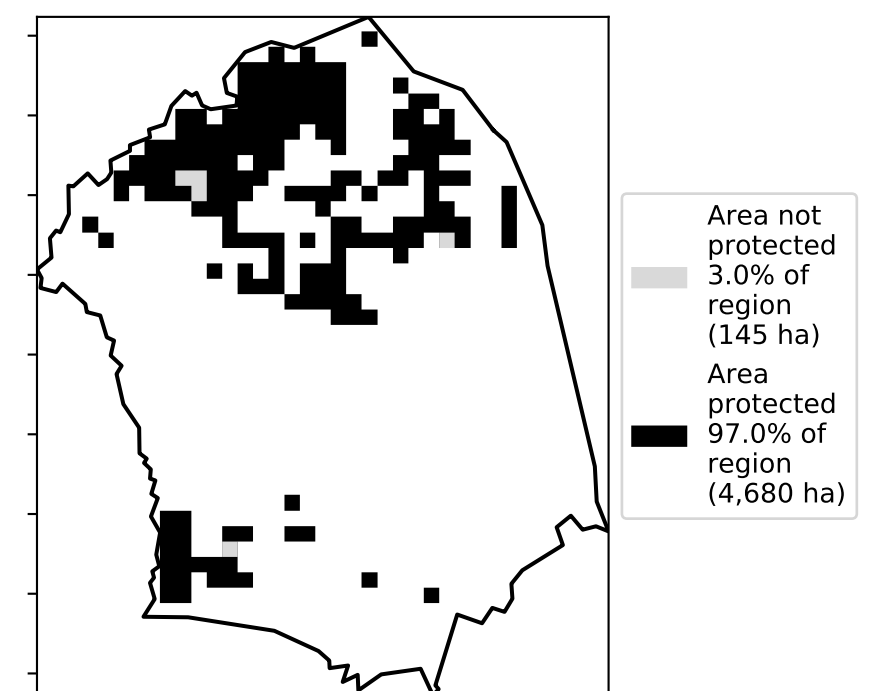 Area not
protected
3.0% of
region
(145 ha)
Area
protected
97.0% of
region
(4,680 ha)